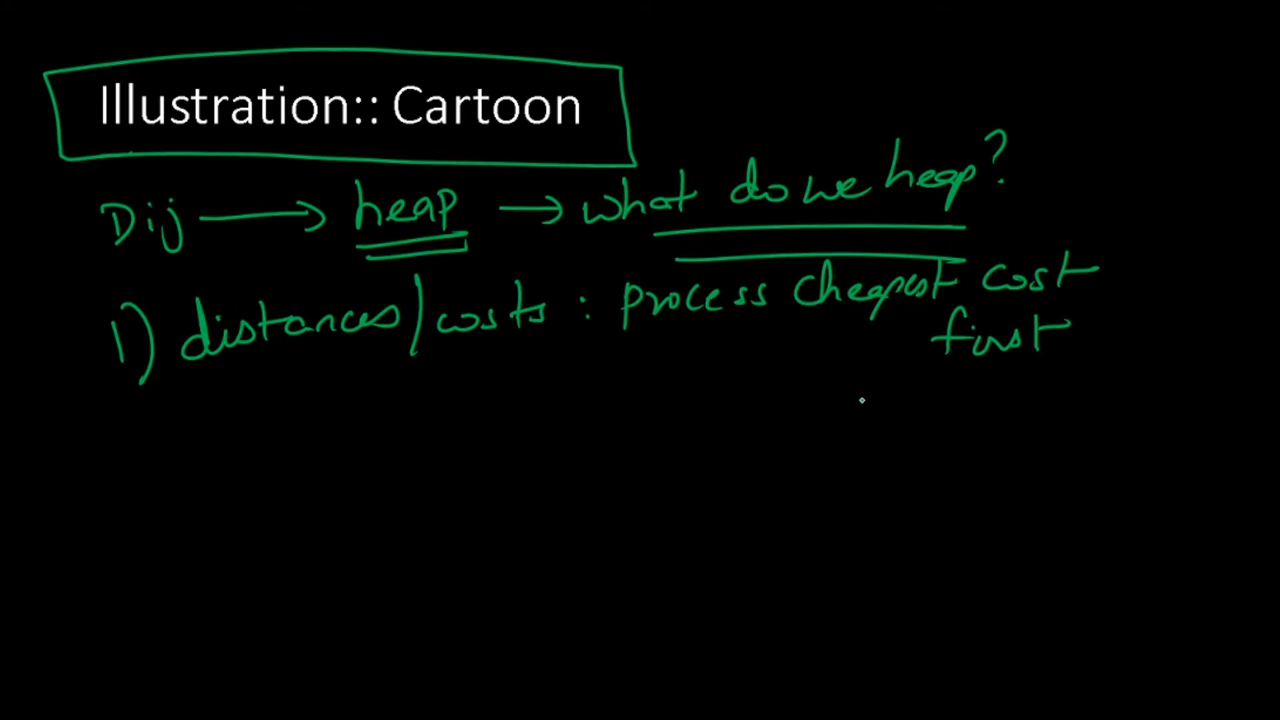 Illustration:: Cartoon
Dij → heap → what do we heap?
1) distances/costs : process cheapest cost
first